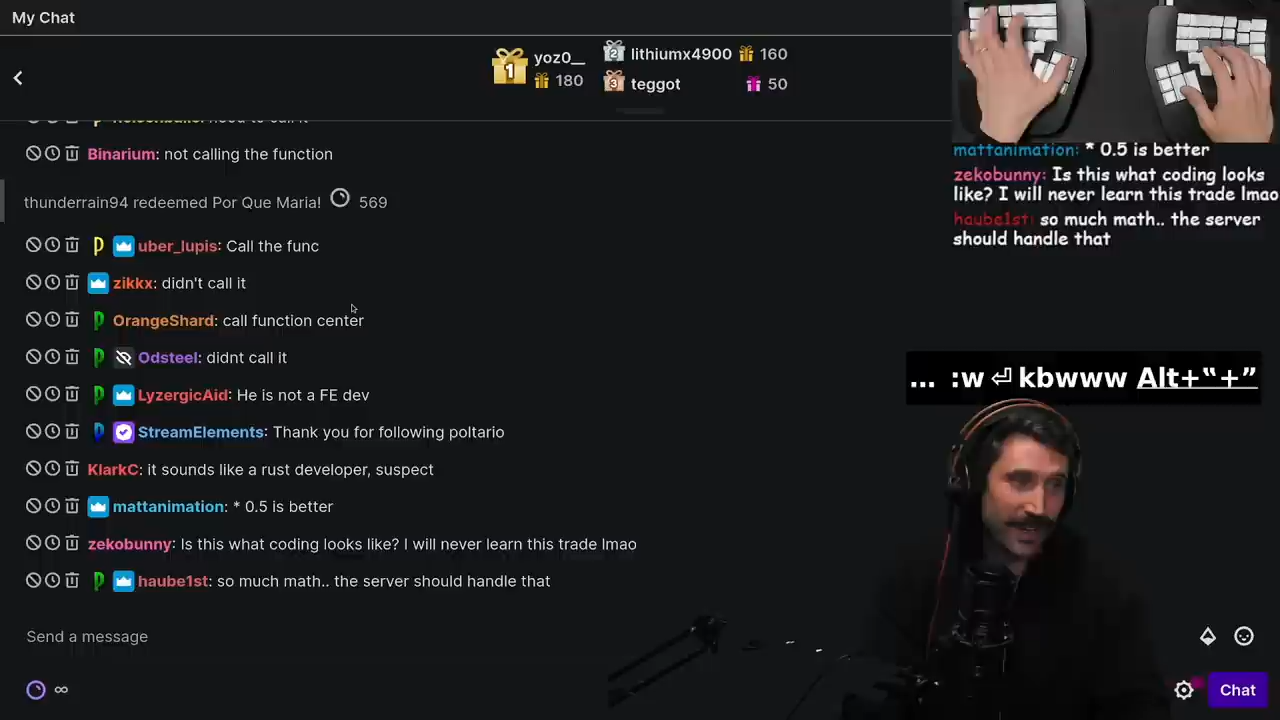 My Chat
yoz0__
180
lithiumx4900 160
teggot 50
Binarium: not calling the function
thunderrain94 redeemed Por Que Maria! 569
uber_lupis: Call the func
zikkx: didn't call it
OrangeShard: call function center
Odsteel: didnt call it
LyzergicAid: He is not a FE dev
StreamElements: Thank you for following poltario
KlarkC: it sounds like a rust developer, suspect
mattanimation: * 0.5 is better
zekobunny: Is this what coding looks like? I will never learn this trade lmao
haube1st: so much math.. the server should handle that
Send a message
∞
Chat
mattanimation: * 0.5 is better
zekobunny: Is this what coding looks
like? I will never learn this trade lmao
haube1st: so much math.. the server
should handle that
... :w ⏎ kbwww Alt+“+”